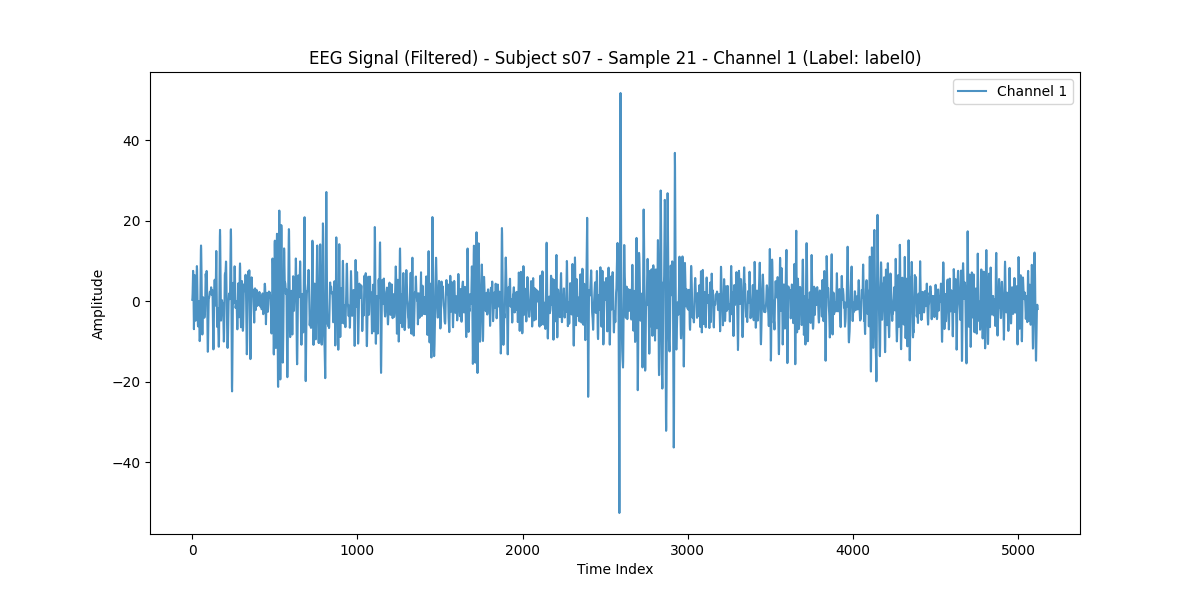 EEG Signal (Filtered) - Subject s07 - Sample 21 - Channel 1 (Label: label0)
Channel 1
40
20
0
−20
−40
Amplitude
0 1000 2000 3000 4000 5000
Time Index